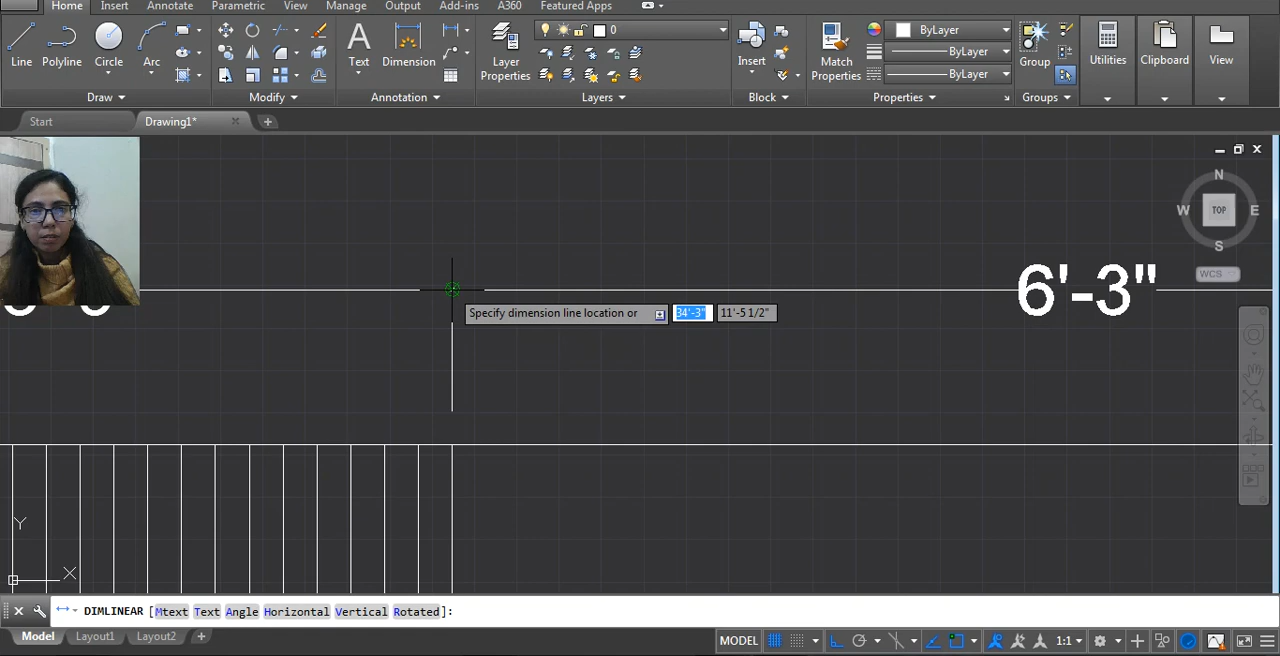 Home Insert Annotate Parametric View Manage Output Add-ins A360 Featured Apps
Line Polyline Circle Arc
Text Dimension
Layer Properties
0
Insert
Match Properties
ByLayer
ByLayer
ByLayer
Group
Utilities Clipboard View
Draw Modify Annotation Layers Block Properties Groups
Start Drawing1*
N
W TOP E
S
WCS
6'-3"
Specify dimension line location or 34'-3" 11'-5 1/2"
Y
X
DIMLINEAR [Mtext Text Angle Horizontal Vertical Rotated]:
Model Layout1 Layout2
MODEL 1:1